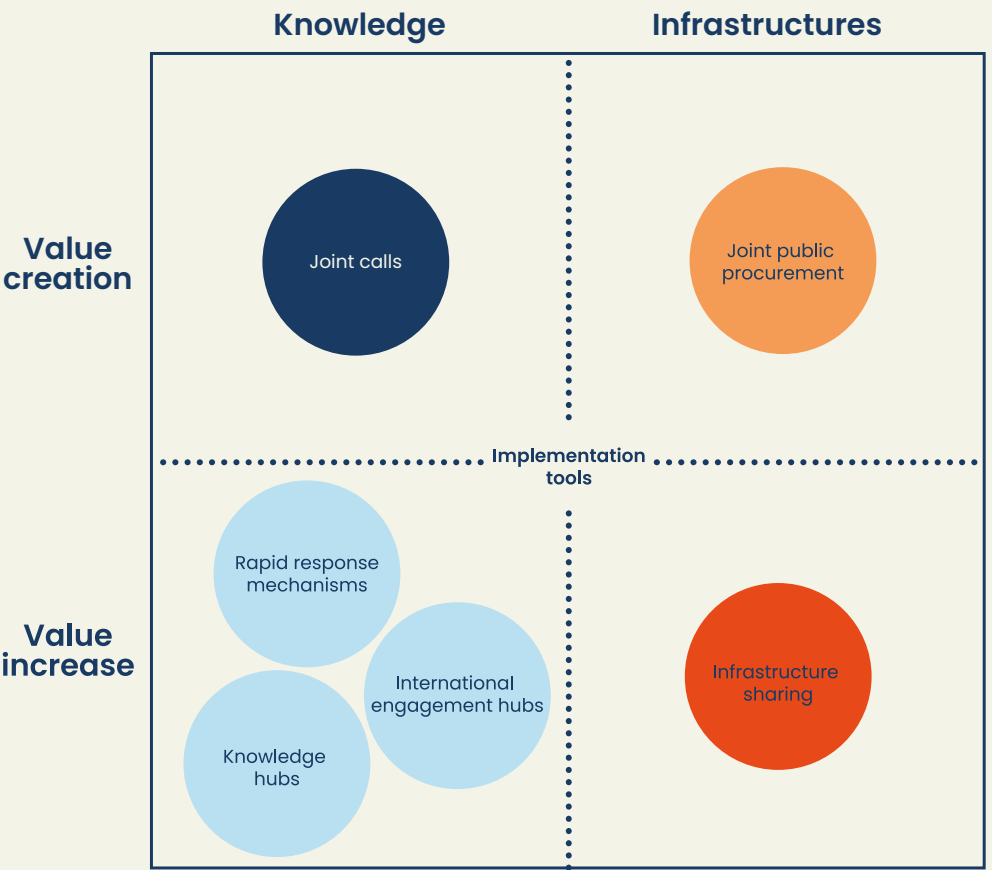 Knowledge
Infrastructures
Value
creation
Joint calls
Joint public
procurement
Implementation
tools
Value
increase
Rapid response
mechanisms
International
engagement hubs
Knowledge
hubs
Infrastructure
sharing